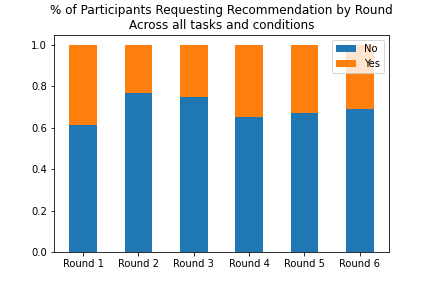 % of Participants Requesting Recommendation by Round
Across all tasks and conditions
No
Yes
1.0
0.8
0.6
0.4
0.2
0.0
Round 1 Round 2 Round 3 Round 4 Round 5 Round 6